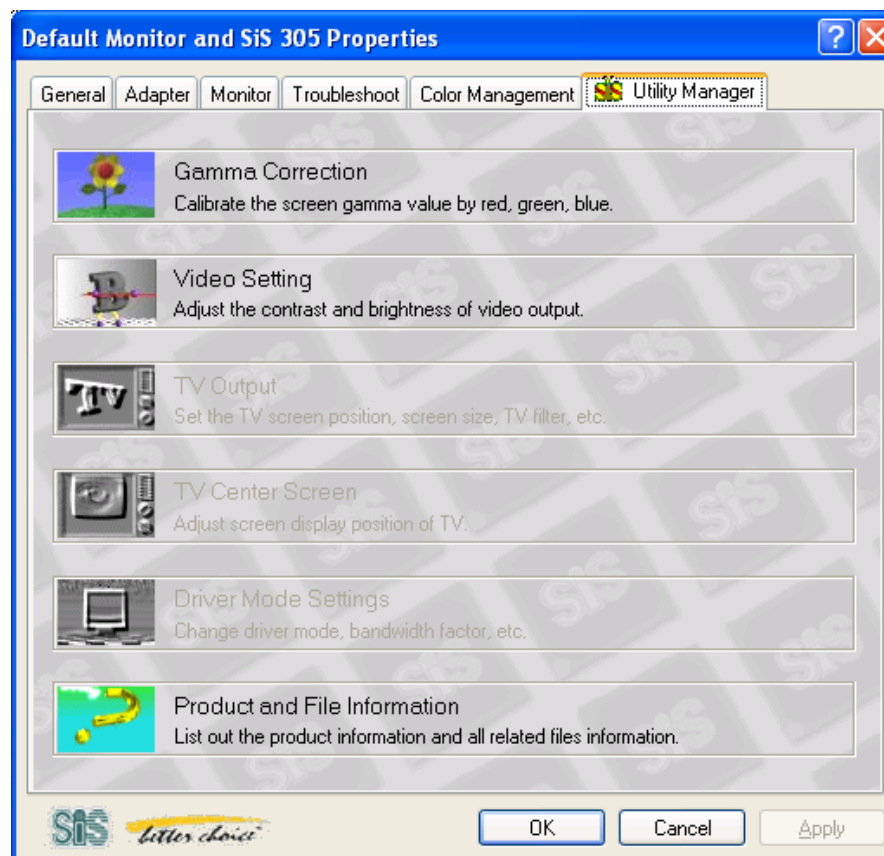 Default Monitor and SiS 305 Properties
General Adapter Monitor Troubleshoot Color Management SiS Utility Manager
Gamma Correction
Calibrate the screen gamma value by red, green, blue.
B
Video Setting
Adjust the contrast and brightness of video output.
TV
TV Output
Set the TV screen position, screen size, TV filter, etc.
TV Center Screen
Adjust screen display position of TV.
Driver Mode Settings
Change driver mode, bandwidth factor, etc.
Product and File Information
List out the product information and all related files information.
SiS better choice
OK Cancel Apply